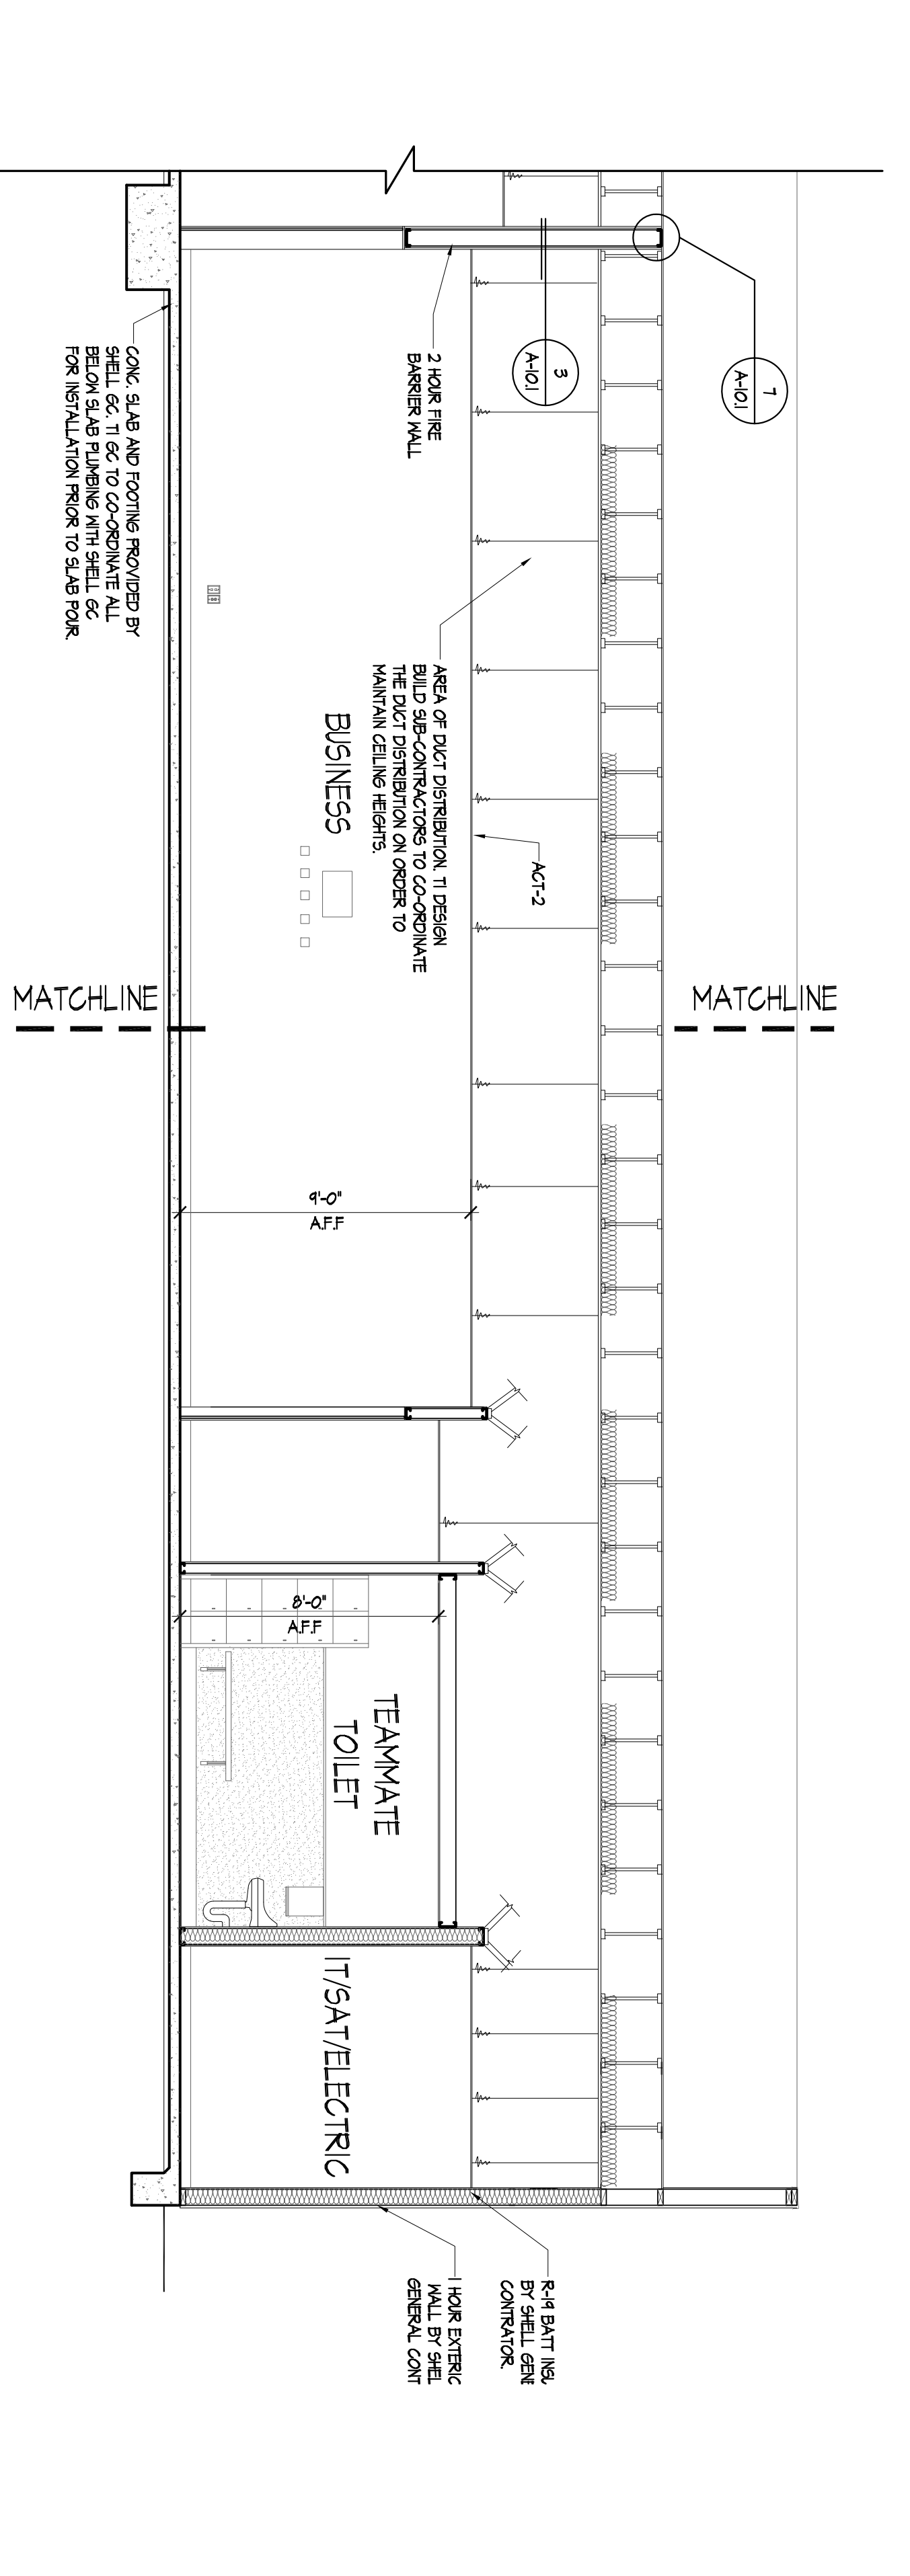 7
A-10.1
3
A-10.1
2 HOUR FIRE
BARRIER WALL
CONC. SLAB AND FOOTING PROVIDED BY
SHELL GC. TI GC TO CO-ORDINATE ALL
BELOW SLAB PLUMBING WITH SHELL GC
FOR INSTALLATION PRIOR TO SLAB POUR.
AREA OF DUCT DISTRIBUTION. TI DESIGN
BUILD SUB-CONTRACTORS TO CO-ORDINATE
THE DUCT DISTRIBUTION ON ORDER TO
MAINTAIN CEILING HEIGHTS.
BUSINESS
ACT-2
MATCHLINE
MATCHLINE
9'-0"
A.F.F
8'-0"
A.F.F
TEAMMATE
TOILET
IT/SAT/ELECTRIC
R-19 BATT INSU
BY SHELL GENE
CONTRATOR.
1 HOUR EXTERIO
WALL BY SHEL
GENERAL CONT